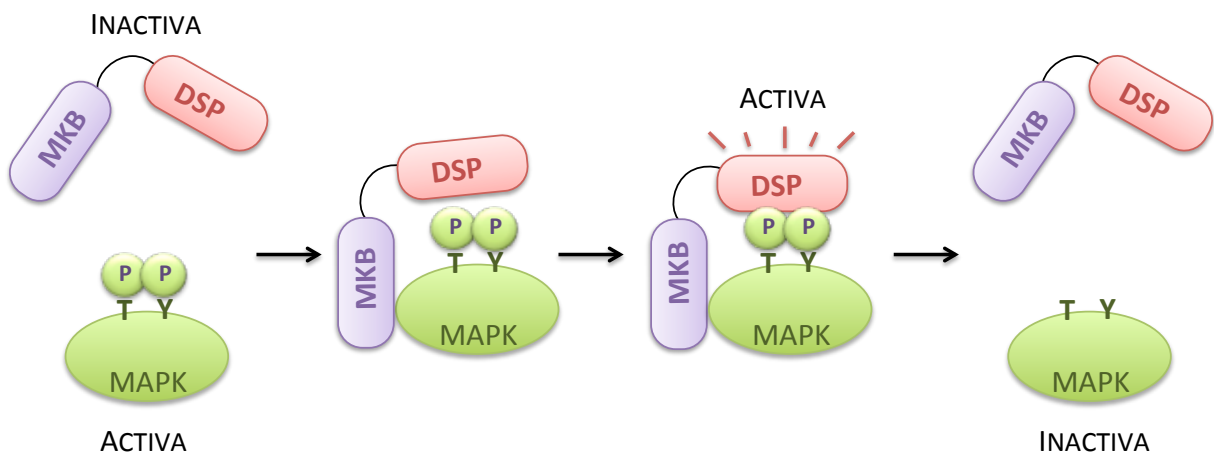 INACTIVA
MKB
DSP
P P
T Y
MAPK
ACTIVA
DSP
P P
T Y
MKB
MAPK
ACTIVA
DSP
P P
T Y
MKB
MAPK
MKB
DSP
T Y
MAPK
INACTIVA